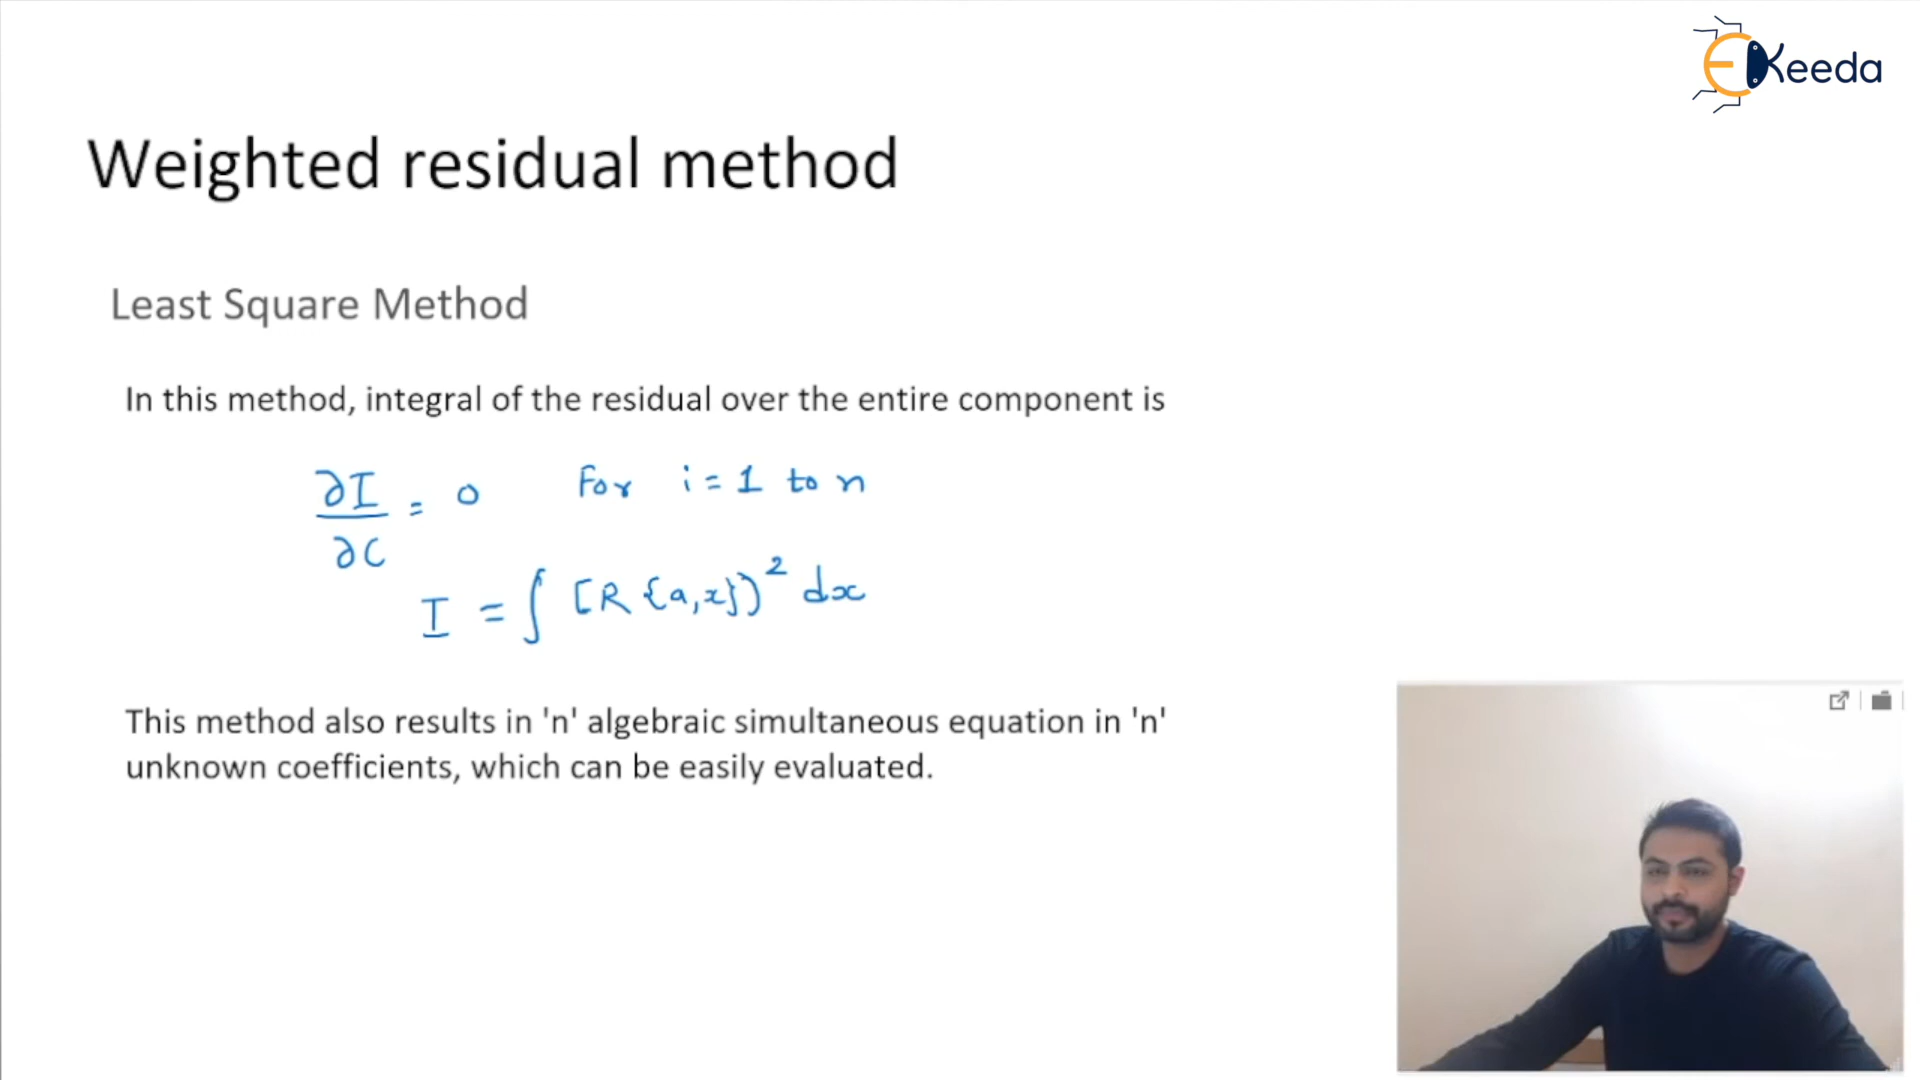 EKeeda
Weighted residual method
Least Square Method
In this method, integral of the residual over the entire component is
∂I/∂C = 0 For i = 1 to n
I = ∫ [R {a,x})² dx
This method also results in 'n' algebraic simultaneous equation in 'n'
unknown coefficients, which can be easily evaluated.